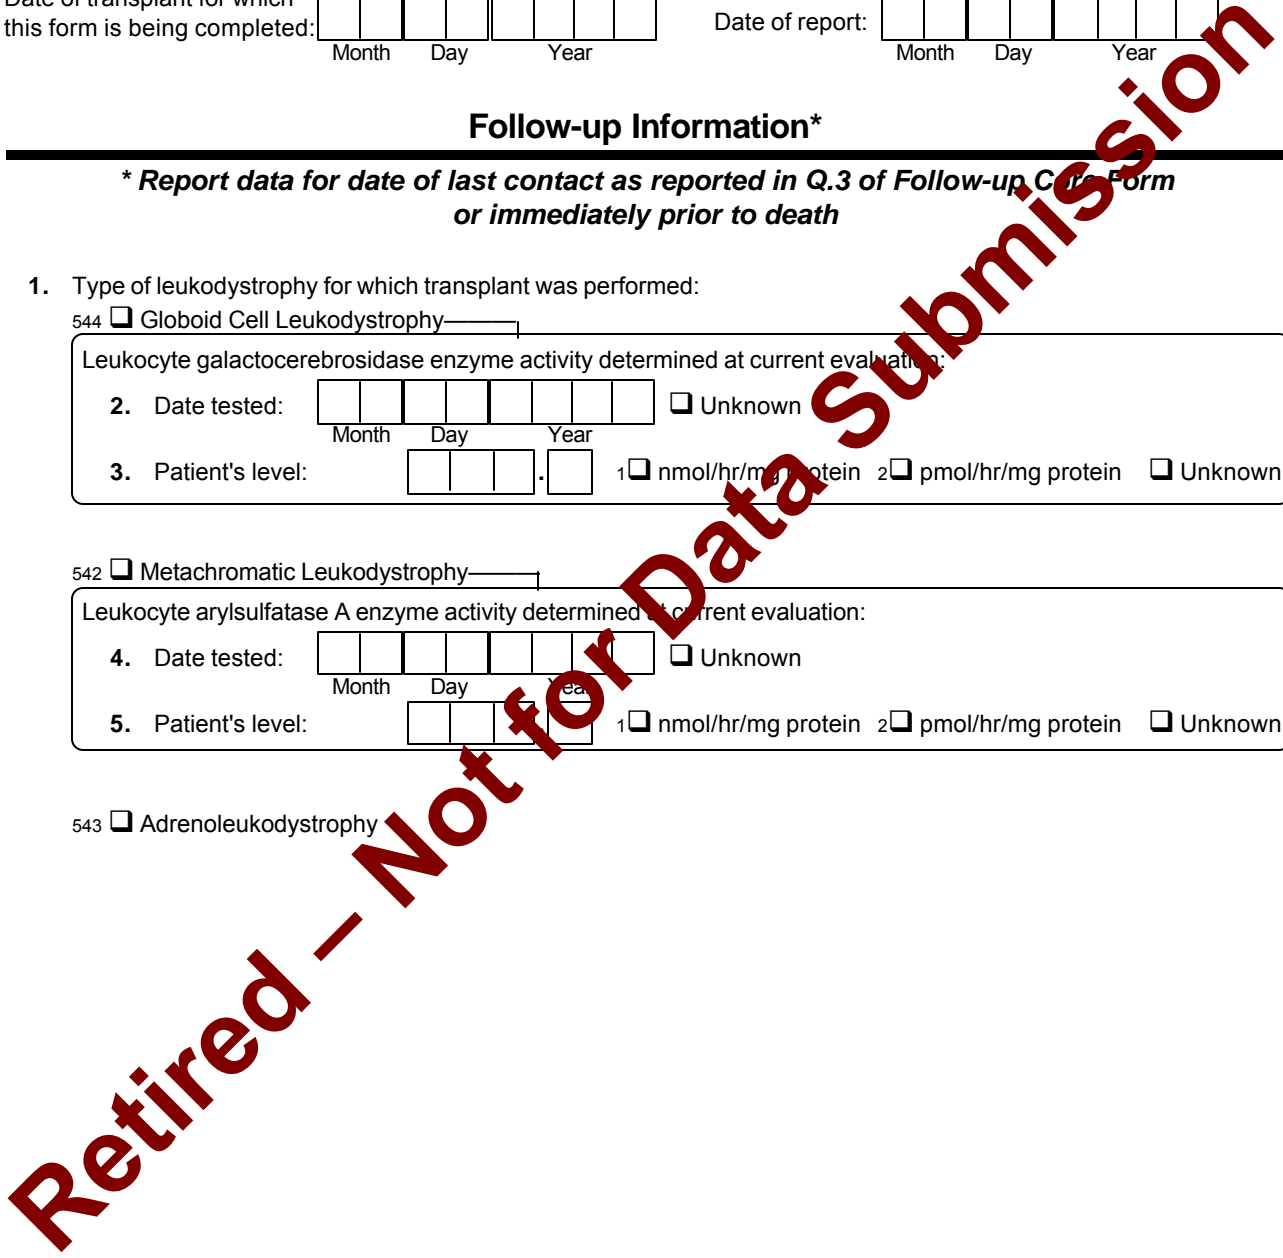 Date of transplant for which
this form is being completed:
Date of report:
Month Day Year
Month Day Year
Follow-up Information*
* Report data for date of last contact as reported in Q.3 of Follow-up Core Form
or immediately prior to death
1. Type of leukodystrophy for which transplant was performed:
544 ❑ Globoid Cell Leukodystrophy
Leukocyte galactocerebrosidase enzyme activity determined at current evaluation:
2. Date tested: ❑ Unknown
Month Day Year
3. Patient's level: . 1❑ nmol/hr/mg protein 2❑ pmol/hr/mg protein ❑ Unknown
542 ❑ Metachromatic Leukodystrophy
Leukocyte arylsulfatase A enzyme activity determined at current evaluation:
4. Date tested: ❑ Unknown
Month Day Year
5. Patient's level: 1❑ nmol/hr/mg protein 2❑ pmol/hr/mg protein ❑ Unknown
543 ❑ Adrenoleukodystrophy
Retired – Not for Data Submission